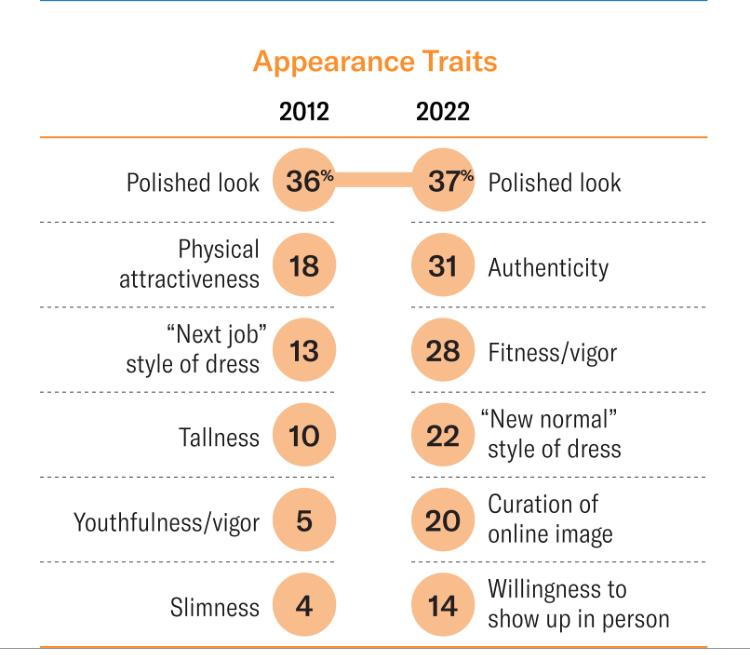 Appearance Traits
2012 2022
Polished look 36% 37% Polished look
Physical
attractiveness 18 31 Authenticity
“Next job”
style of dress 13 28 Fitness/vigor
Tallness 10 22 “New normal”
style of dress
Youthfulness/vigor 5 20 Curation of
online image
Slimness 4 14 Willingness to
show up in person